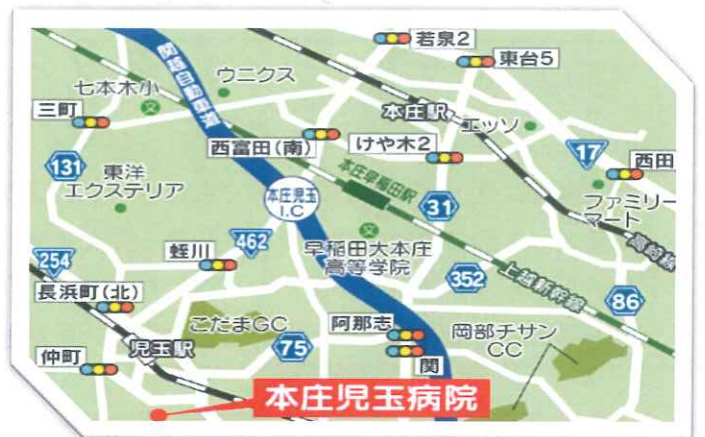 若泉2
東台5
関越自動車道
ウニクス
七本木小
文
三町
本庄駅
エッソ
西富田(南)
けや木2
17
西田
131
東洋
エクステリア
本庄早稲田駅
本庄児玉
I.C
31
ファミリー
マート
文
462
早稲田大本庄
高等学院
高崎線
254
蛭川
352
上越新幹線
長浜町(北)
86
こだまGC
阿那志
岡部チサン
CC
児玉駅
75
仲町
関
本庄児玉病院